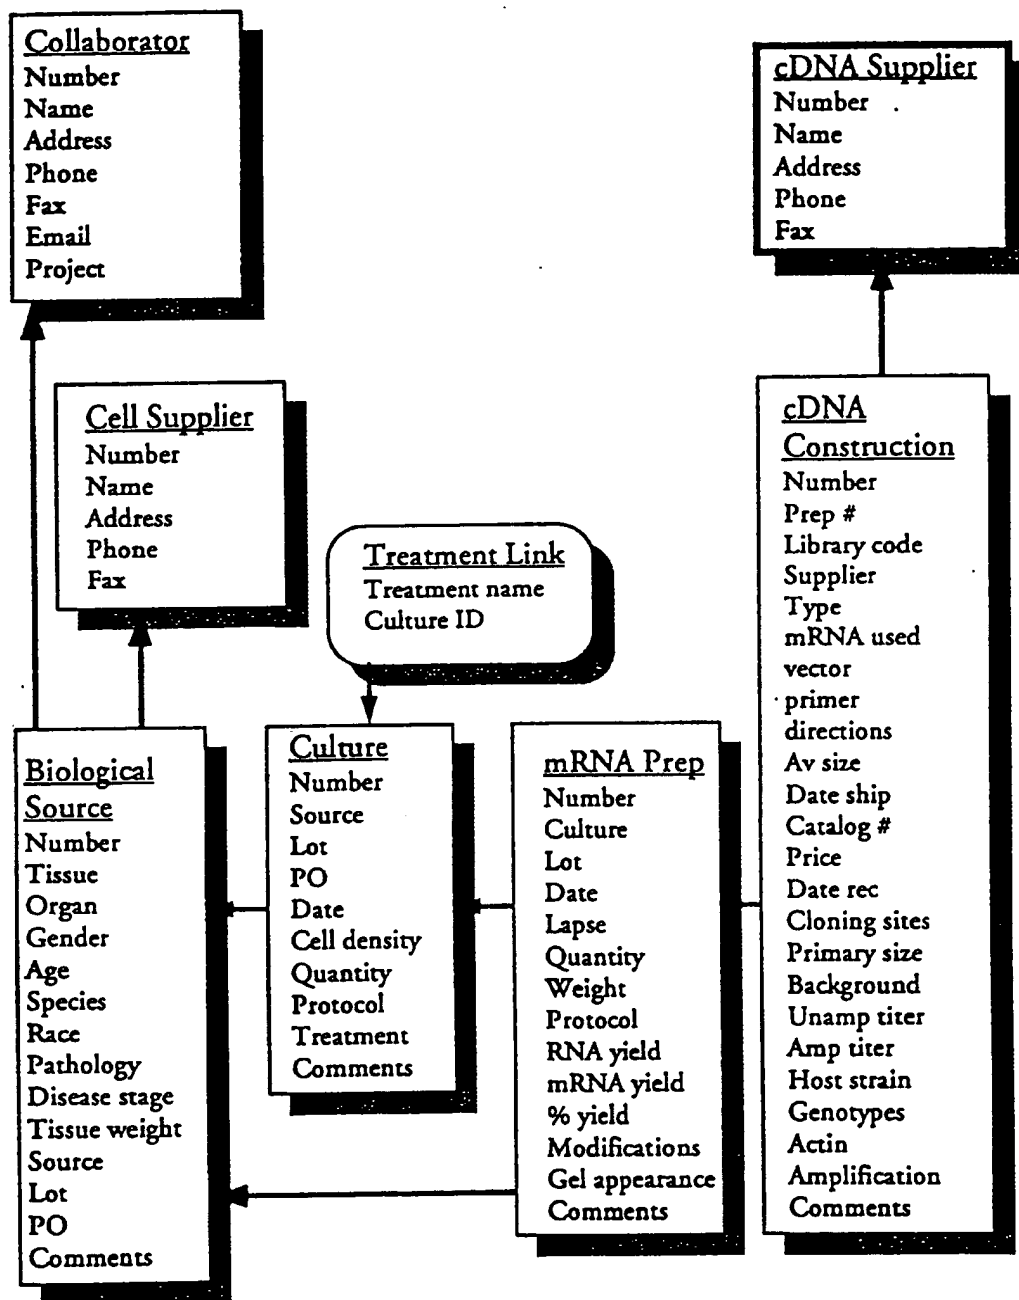 Collaborator
Number
Name
Address
Phone
Fax
Email
Project
cDNA Supplier
Number
Name
Address
Phone
Fax
Cell Supplier
Number
Name
Address
Phone
Fax
Treatment Link
Treatment name
Culture ID
Biological
Source
Number
Tissue
Organ
Gender
Age
Species
Race
Pathology
Disease stage
Tissue weight
Source
Lot
PO
Comments
Culture
Number
Source
Lot
PO
Date
Cell density
Quantity
Protocol
Treatment
Comments
mRNA Prep
Number
Culture
Lot
Date
Lapse
Quantity
Weight
Protocol
RNA yield
mRNA yield
% yield
Modifications
Gel appearance
Comments
cDNA
Construction
Number
Prep #
Library code
Supplier
Type
mRNA used
vector
primer
directions
Av size
Date ship
Catalog #
Price
Date rec
Cloning sites
Primary size
Background
Unamp titer
Amp titer
Host strain
Genotypes
Actin
Amplification
Comments